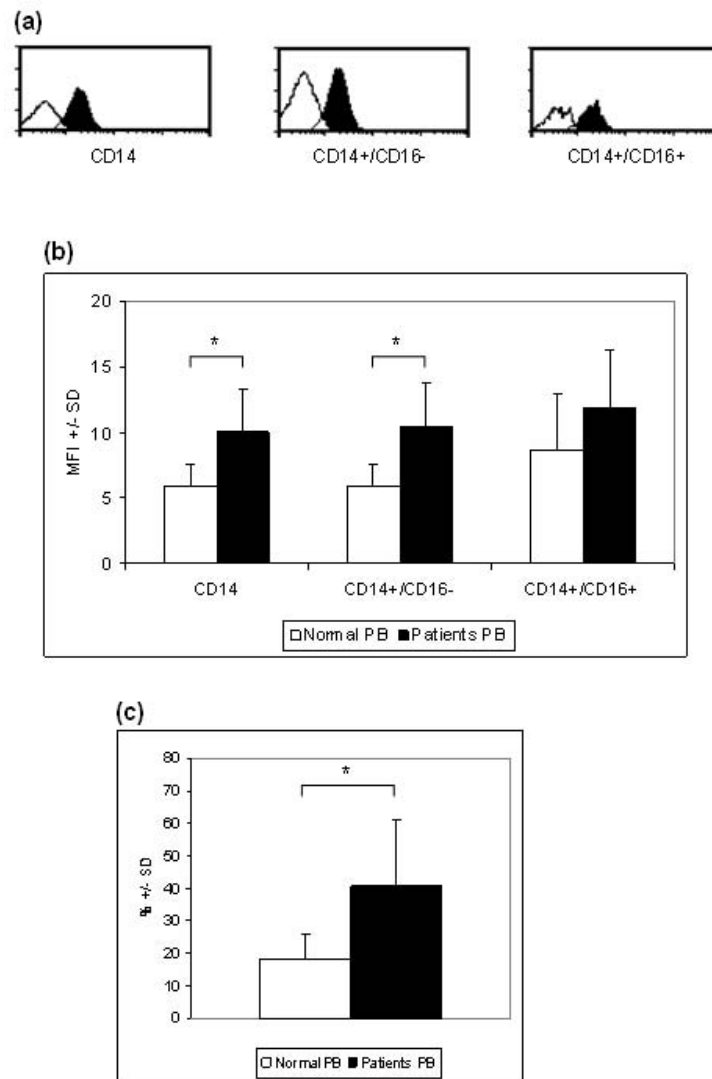 (a)
CD14 CD14+/CD16- CD14+/CD16+
(b)
20
15
10
5
0
MFI +/- SD
* *
CD14 CD14+/CD16- CD14+/CD16+
Normal PB Patients PB
(c)
80
70
60
50
40
30
20
10
0
% +/- SD
*
Normal PB Patients PB